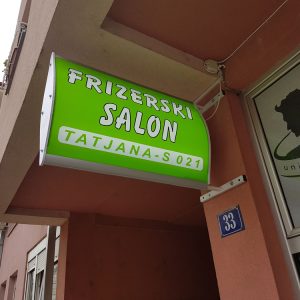 FRIZERSKI
SALON
TATJANA-S 021
33